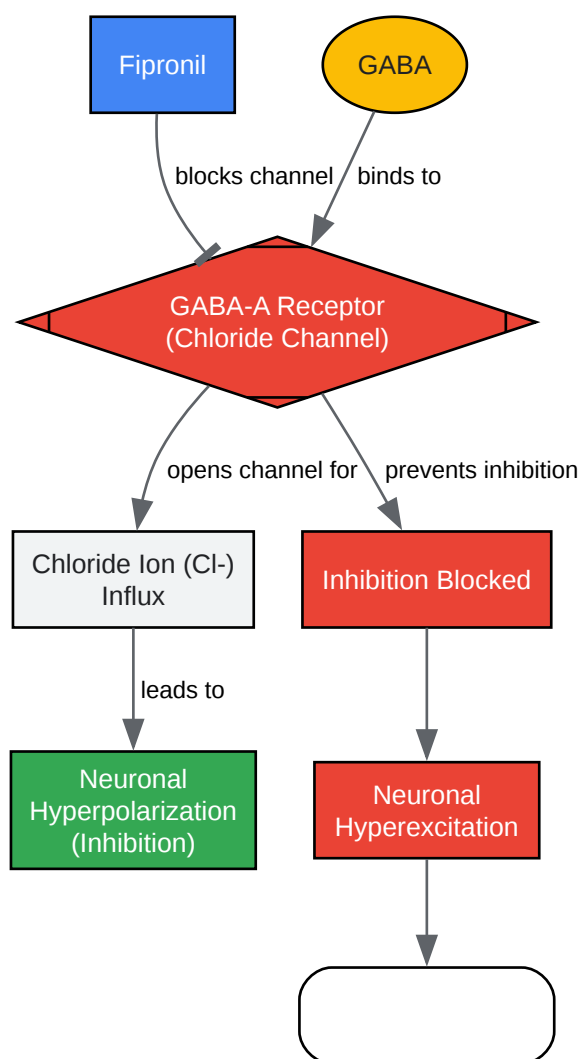 Fipronil
GABA
blocks channel
binds to
GABA-A Receptor
(Chloride Channel)
opens channel for
prevents inhibition
Chloride Ion (Cl-)
Influx
Inhibition Blocked
leads to
Neuronal
Hyperpolarization
(Inhibition)
Neuronal
Hyperexcitation